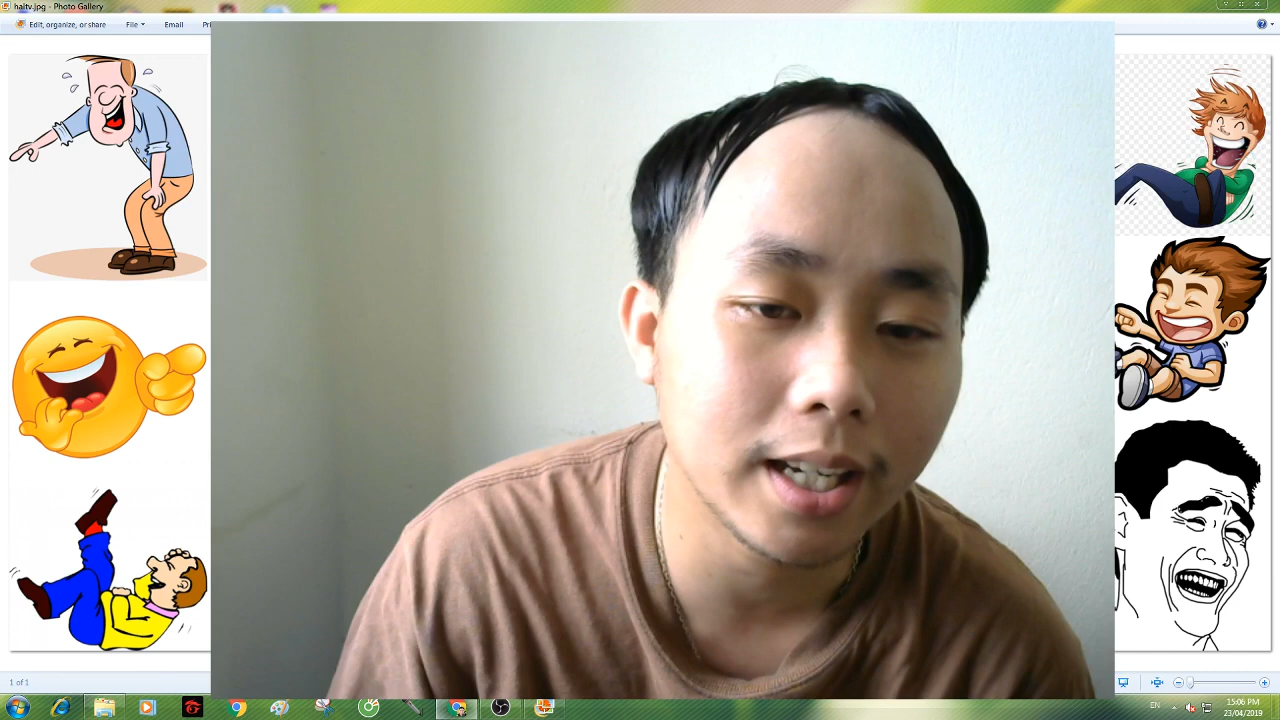 haitv.jpg - Photo Gallery
Edit, organize, or share
File
Email
1 of 1
EN
15:06 PM
23/04/2019